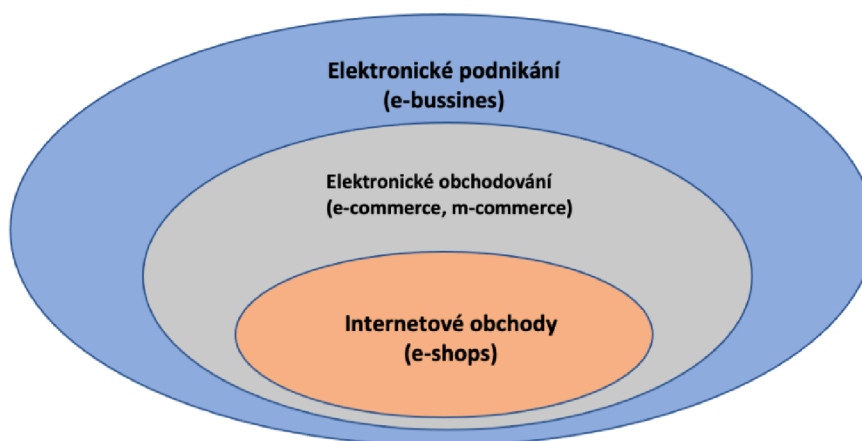 Elektronické podnikání
(e-bussines)
Elektronické obchodování
(e-commerce, m-commerce)
Internetové obchody
(e-shops)